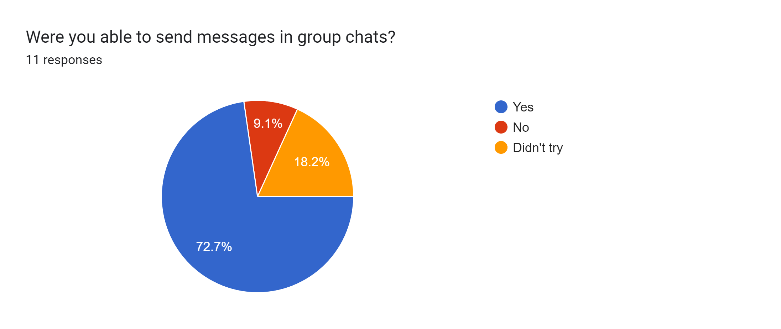 Were you able to send messages in group chats?
11 responses
9.1%
18.2%
72.7%
Yes
No
Didn't try